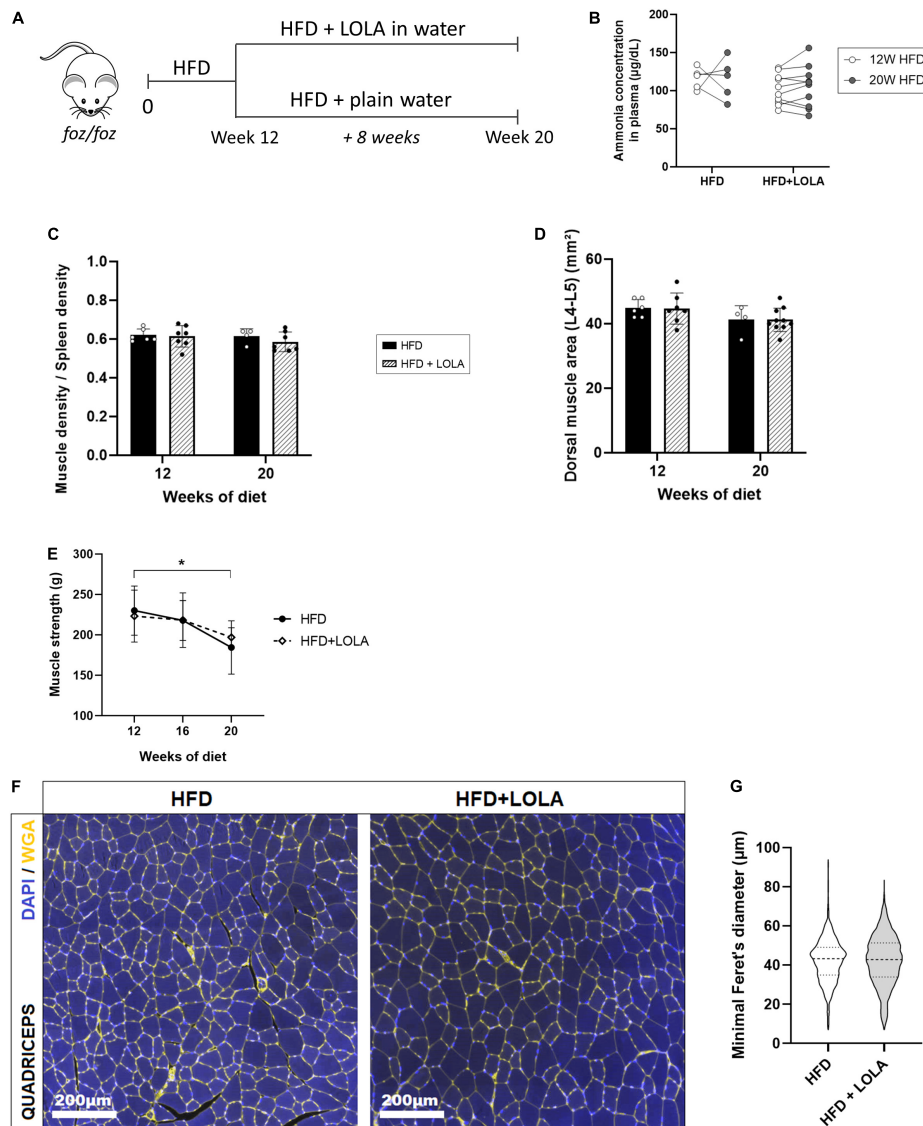 A
HFD + LOLA in water
HFD
0
HFD + plain water
foz/foz
Week 12
+ 8 weeks
Week 20
B
Ammonia concentration
in plasma (µg/dL)
150
100
50
0
HFD
HFD+LOLA
12W HFD
20W HFD
C
Muscle density / Spleen density
1.0
0.8
0.6
0.4
0.2
0.0
12
20
Weeks of diet
HFD
HFD + LOLA
D
Dorsal muscle area (L4-L5) (mm²)
60
40
20
0
12
20
Weeks of diet
E
Muscle strength (g)
300
250
200
150
100
*
12
16
20
Weeks of diet
HFD
HFD+LOLA
F
HFD
HFD+LOLA
DAPI / WGA
QUADRICEPS
200µm
200µm
G
Minimal Feret's diameter (µm)
100
80
60
40
20
0
HFD
HFD + LOLA